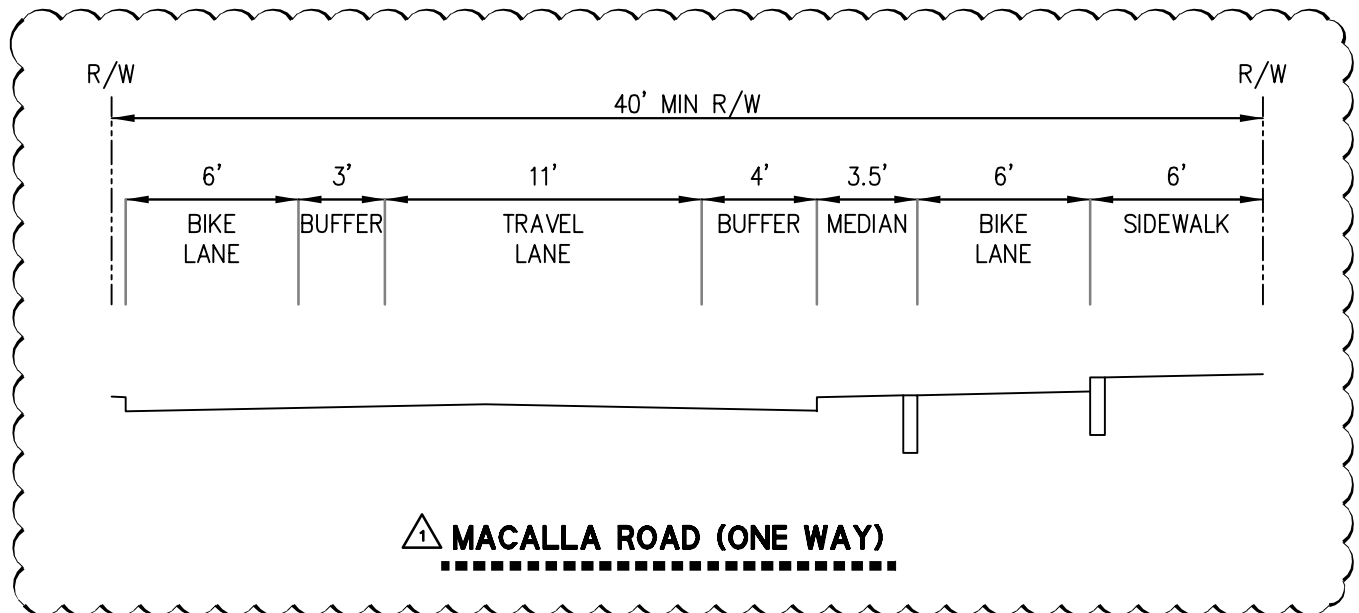 R/W R/W
40' MIN R/W
6' 3' 11' 4' 3.5' 6' 6'
BIKE BUFFER TRAVEL BUFFER MEDIAN BIKE SIDEWALK
LANE LANE LANE
1 MACALLA ROAD (ONE WAY)